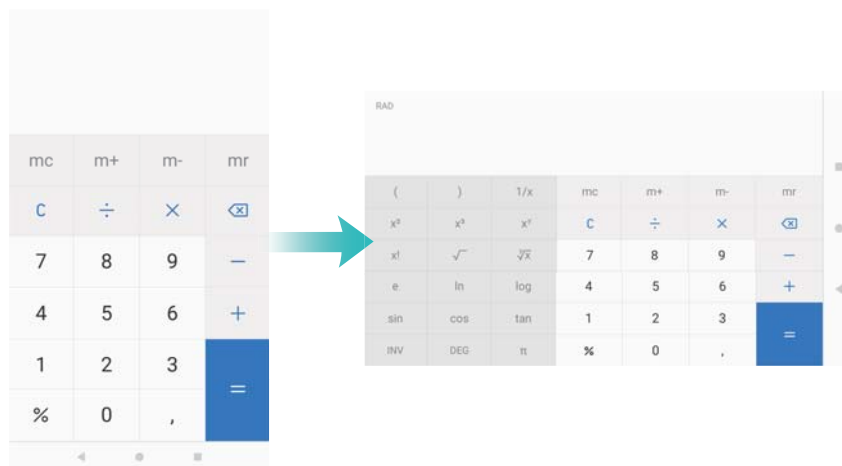 mc m+ m- mr
C ÷ ×
7 8 9 −
4 5 6 +
1 2 3
% 0 , =
RAD
( ) 1/x mc m+ m- mr
x² x³ xʸ C ÷ ×
x! √ ʸ√x 7 8 9 −
e ln log 4 5 6 +
sin cos tan 1 2 3
INV DEG π % 0 , =